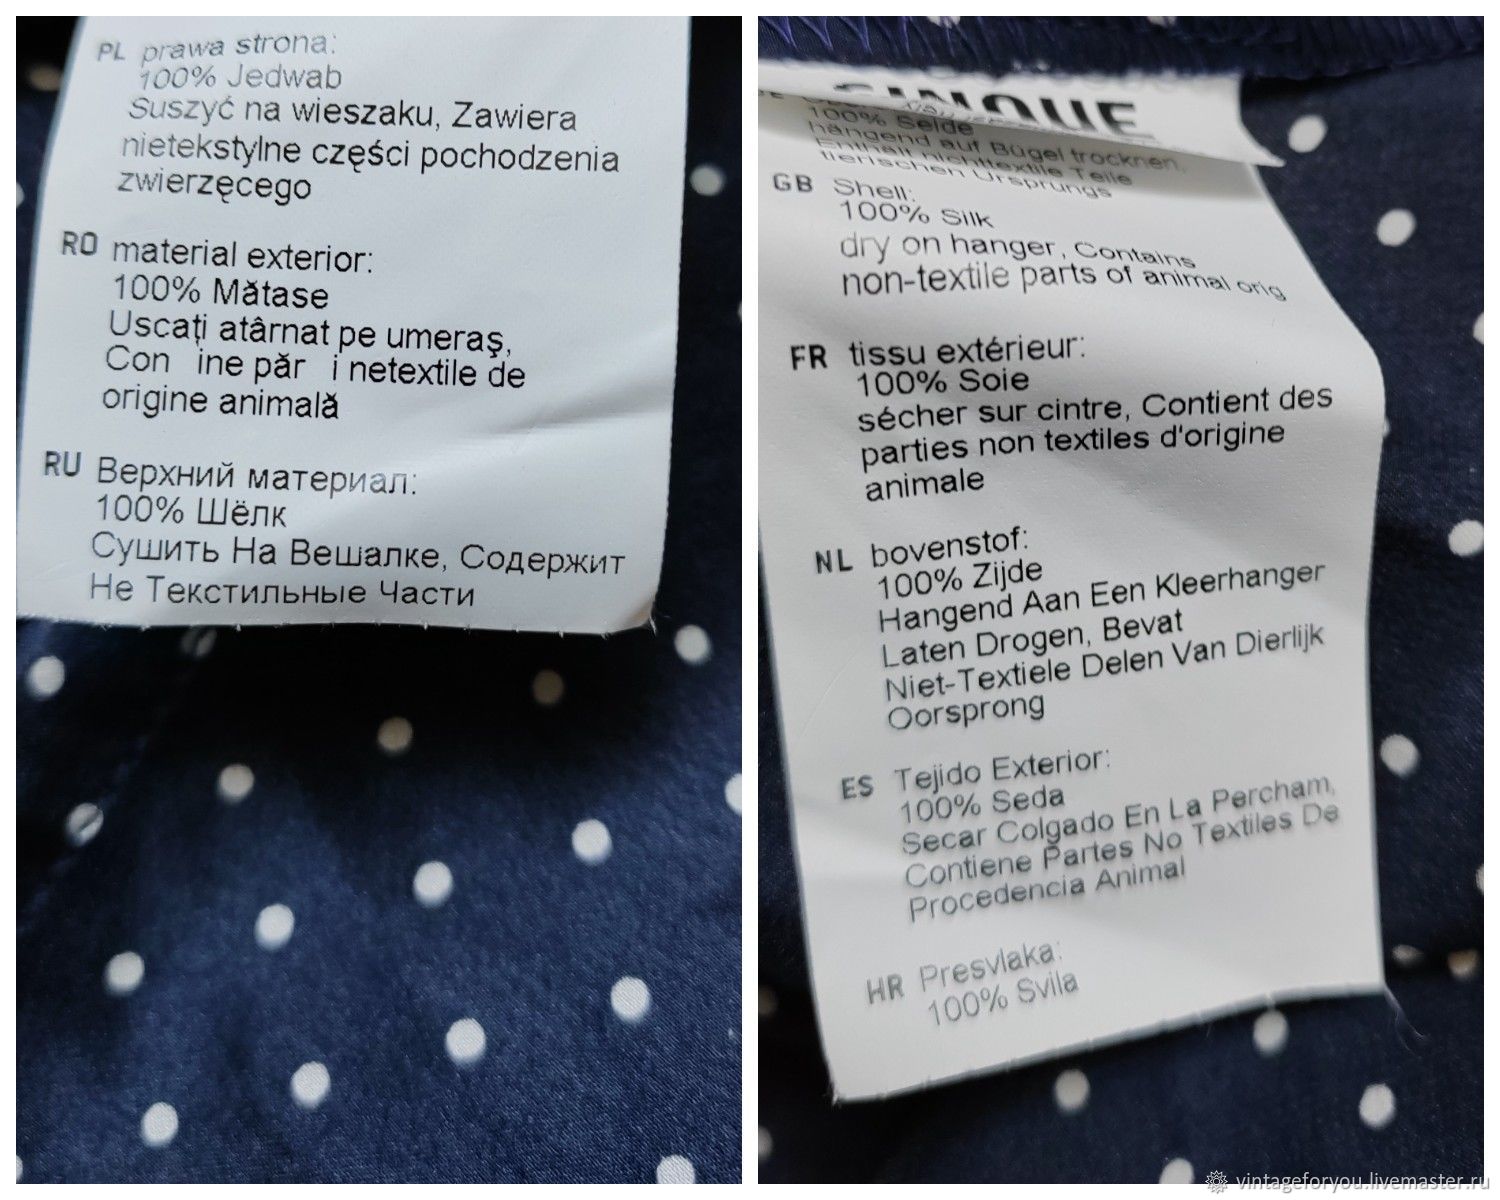 PL prawa strona:
100% Jedwab
Suszyć na wieszaku, Zawiera
nietekstylne części pochodzenia
zwierzęcego
RO material exterior:
100% Mătase
Uscați atârnat pe umeraş,
Con ine păr i netextile de
origine animală
RU Верхний материал:
100% Шёлк
Сушить На Вешалке, Содержит
Не Текстильные Части
CINQUE
100% Seide
hängend auf Bügel trocknen,
Enthält nichttextile Teile
tierischen Ursprungs
GB Shell:
100% Silk
dry on hanger, Contains
non-textile parts of animal orig
FR tissu extérieur:
100% Soie
sécher sur cintre, Contient des
parties non textiles d'origine
animale
NL bovenstof:
100% Zijde
Hangend Aan Een Kleerhanger
Laten Drogen, Bevat
Niet-Textiele Delen Van Dierlijk
Oorsprong
ES Tejido Exterior:
100% Seda
Secar Colgado En La Percham,
Contiene Partes No Textiles De
Procedencia Animal
HR Presvlaka:
100% Svila
vintageforyou.livemaster.ru